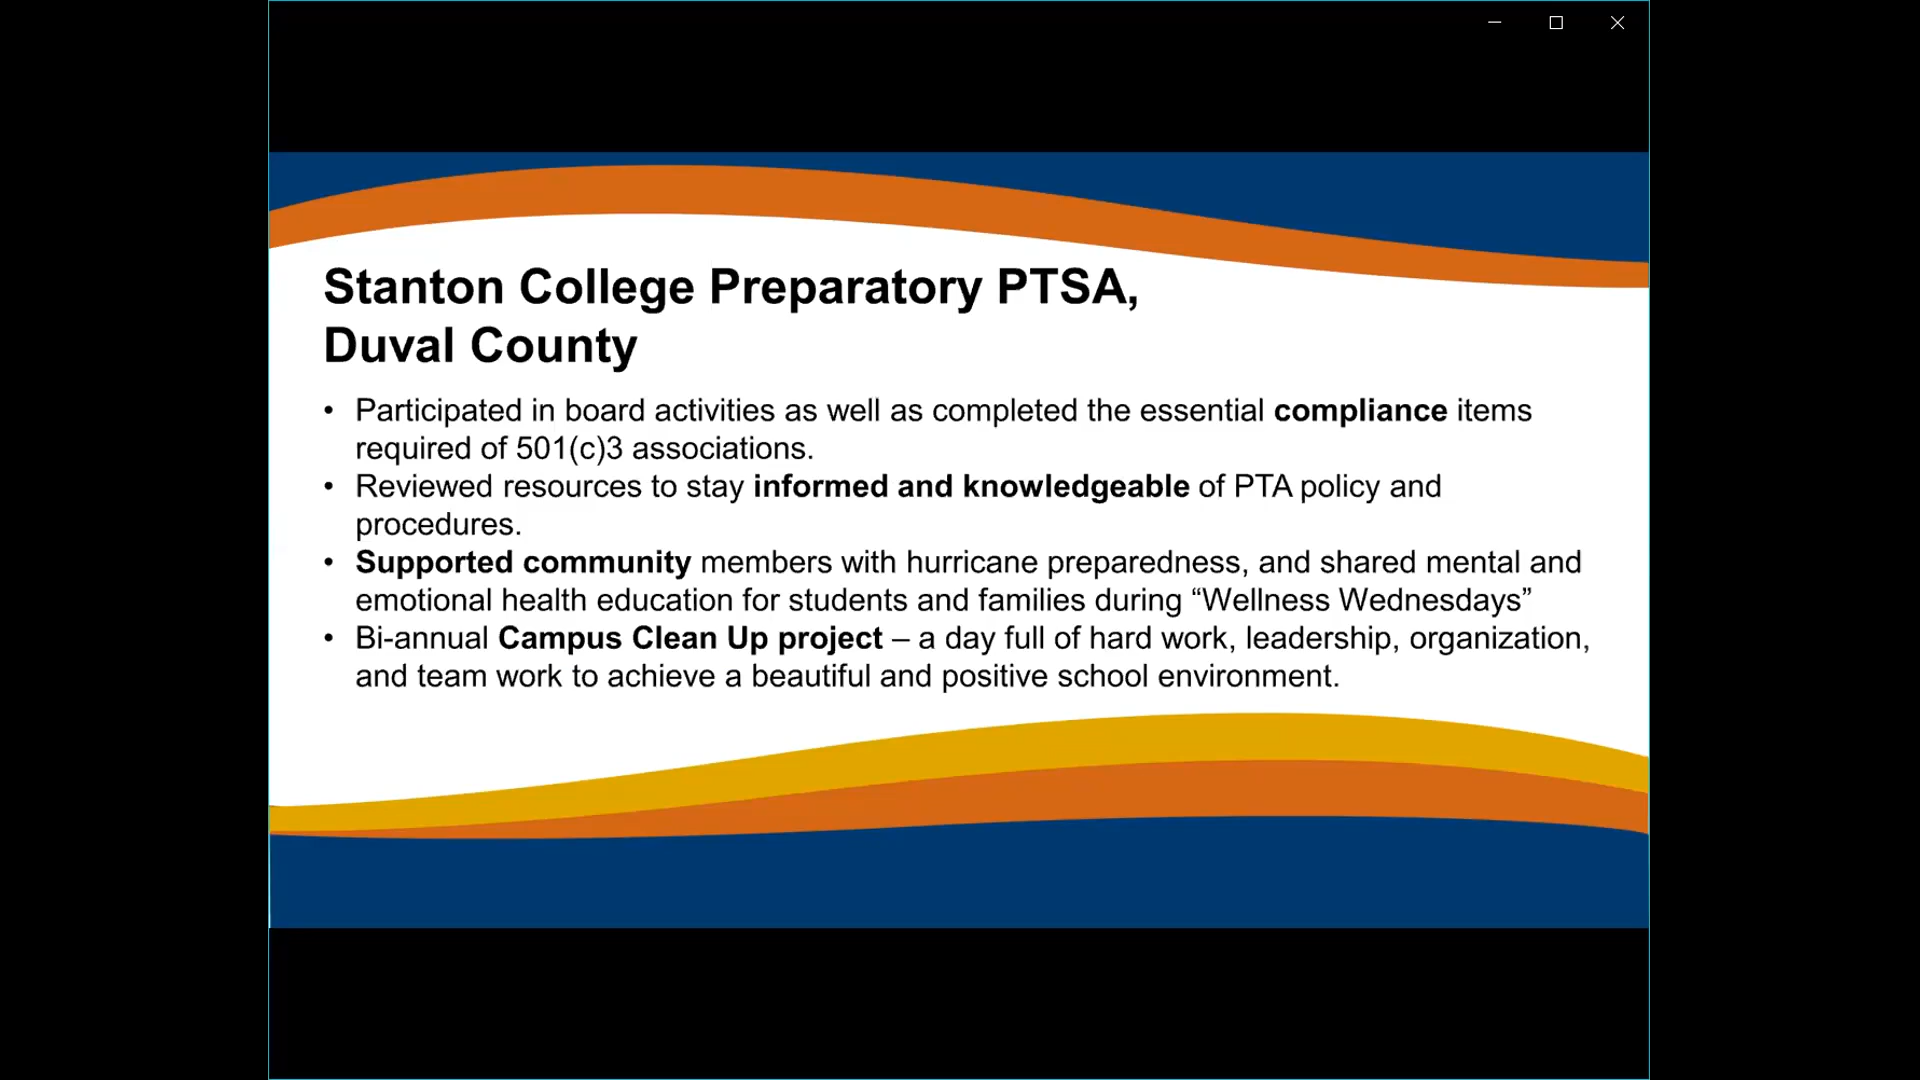 Stanton College Preparatory PTSA,
Duval County
• Participated in board activities as well as completed the essential compliance items
required of 501(c)3 associations.
• Reviewed resources to stay informed and knowledgeable of PTA policy and
procedures.
• Supported community members with hurricane preparedness, and shared mental and
emotional health education for students and families during “Wellness Wednesdays”
• Bi-annual Campus Clean Up project – a day full of hard work, leadership, organization,
and team work to achieve a beautiful and positive school environment.